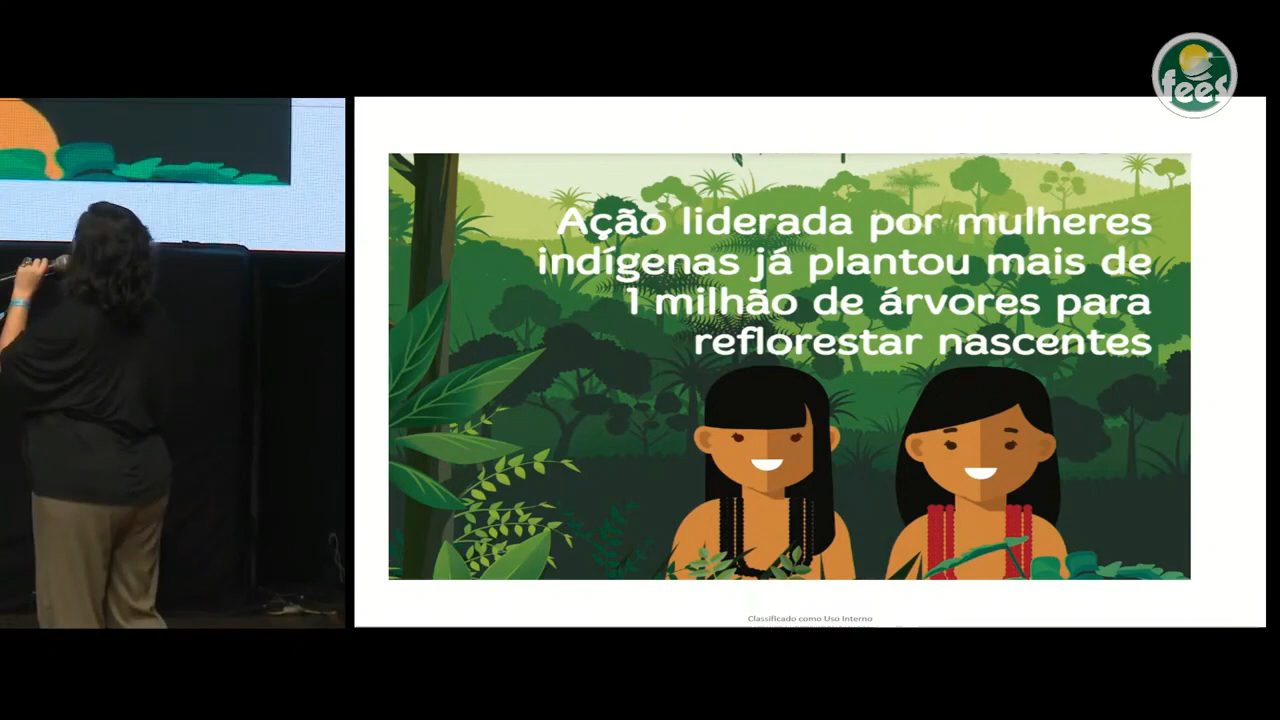 fees
Ação liderada por mulheres
indígenas já plantou mais de
1 milhão de árvores para
reflorestar nascentes
Classificado como Uso Interno